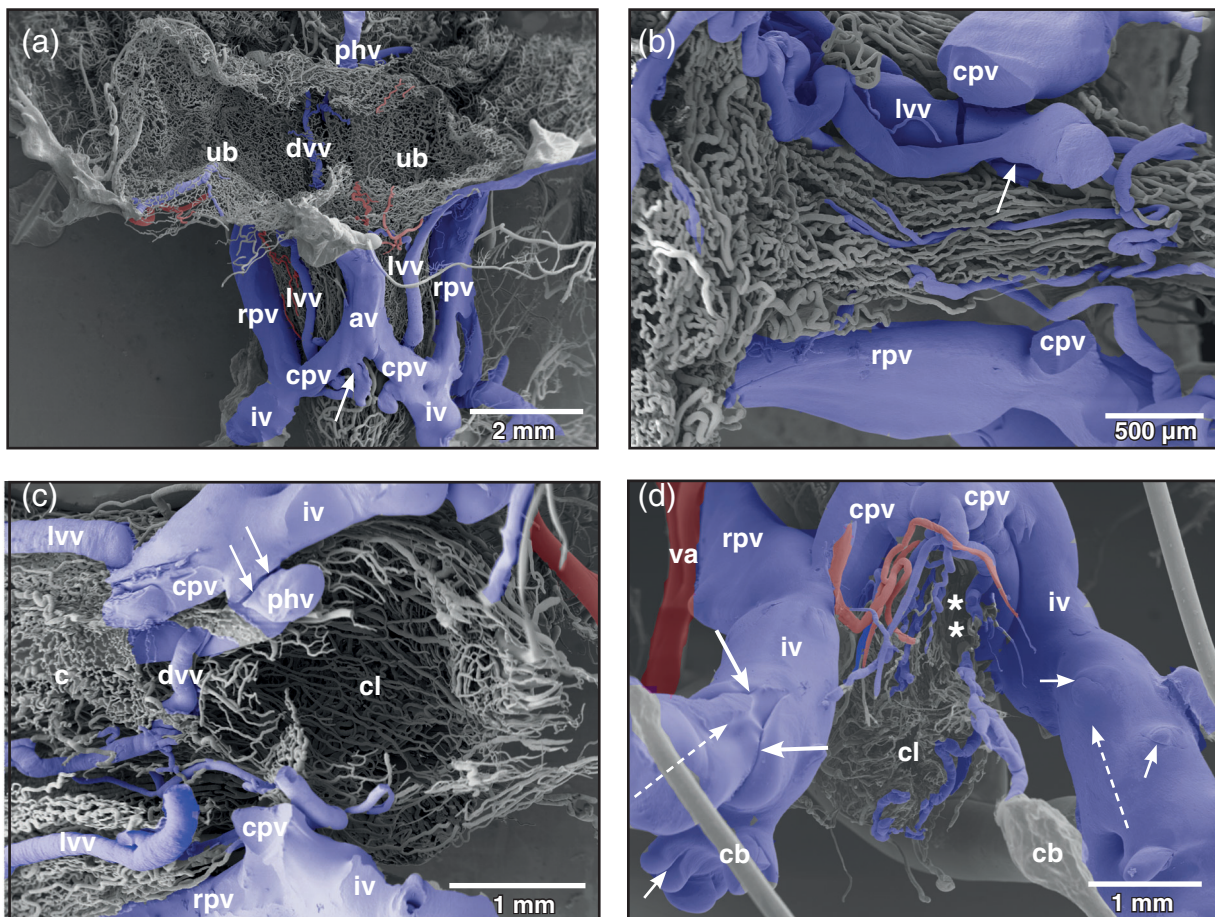 (a)
phv
ub
dvv
ub
lvv
lvv
rpv
rpv
av
cpv
cpv
iv
iv
2 mm
(b)
cpv
lvv
rpv
cpv
500 µm
(c)
iv
lvv
cpv
phv
c
dvv
cl
lvv
cpv
rpv
iv
1 mm
(d)
cpv
cpv
va
rpv
*
*
iv
iv
cl
cb
cb
1 mm